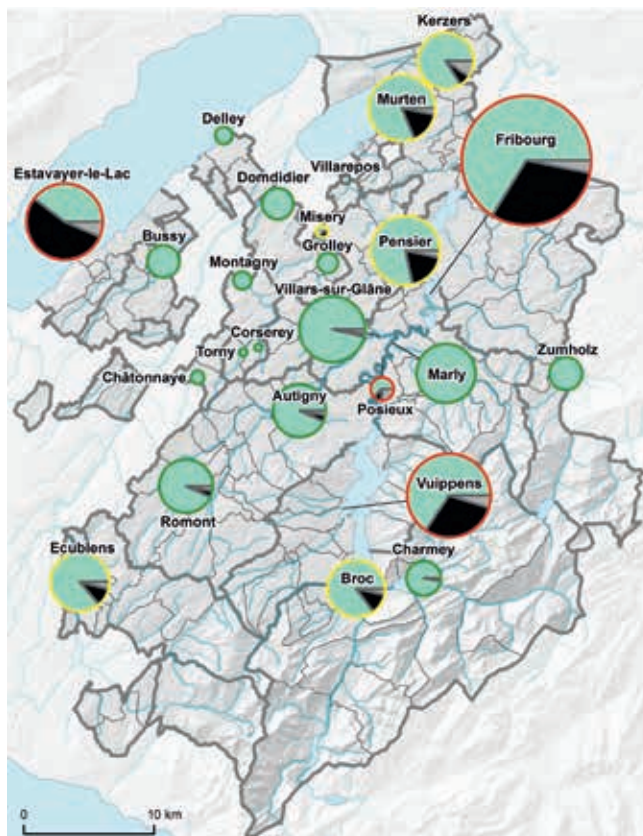 Kerzers
Murten
Delley
Fribourg
Estavayer-le-Lac
Villarepos
Domdidier
Misery
Bussy
Pensier
Grolley
Montagny
Villars-sur-Glâne
Corserey
Torny
Zumholz
Châtonnaye
Marly
Autigny
Posieux
Vuippens
Romont
Ecublens
Charmey
Broc
0 10 km